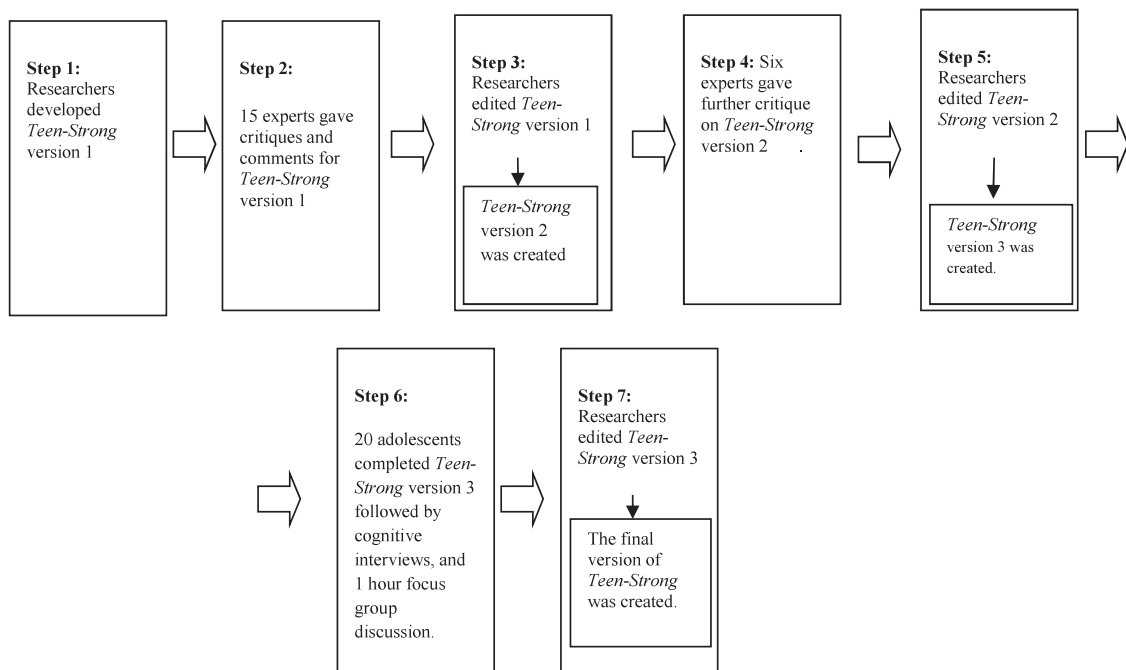 Step 1:
Researchers
developed
Teen-Strong
version 1
Step 2:
15 experts gave
critiques and
comments for
Teen-Strong
version 1
Step 3:
Researchers
edited Teen-
Strong version 1
Teen-Strong
version 2
was created
Step 4: Six
experts gave
further critique
on Teen-Strong
version 2 .
Step 5:
Researchers
edited Teen-
Strong version 2
Teen-Strong
version 3 was
created.
Step 6:
20 adolescents
completed Teen-
Strong version 3
followed by
cognitive
interviews, and
1 hour focus
group
discussion.
Step 7:
Researchers
edited Teen-
Strong version 3
The final
version of
Teen-Strong
was created.